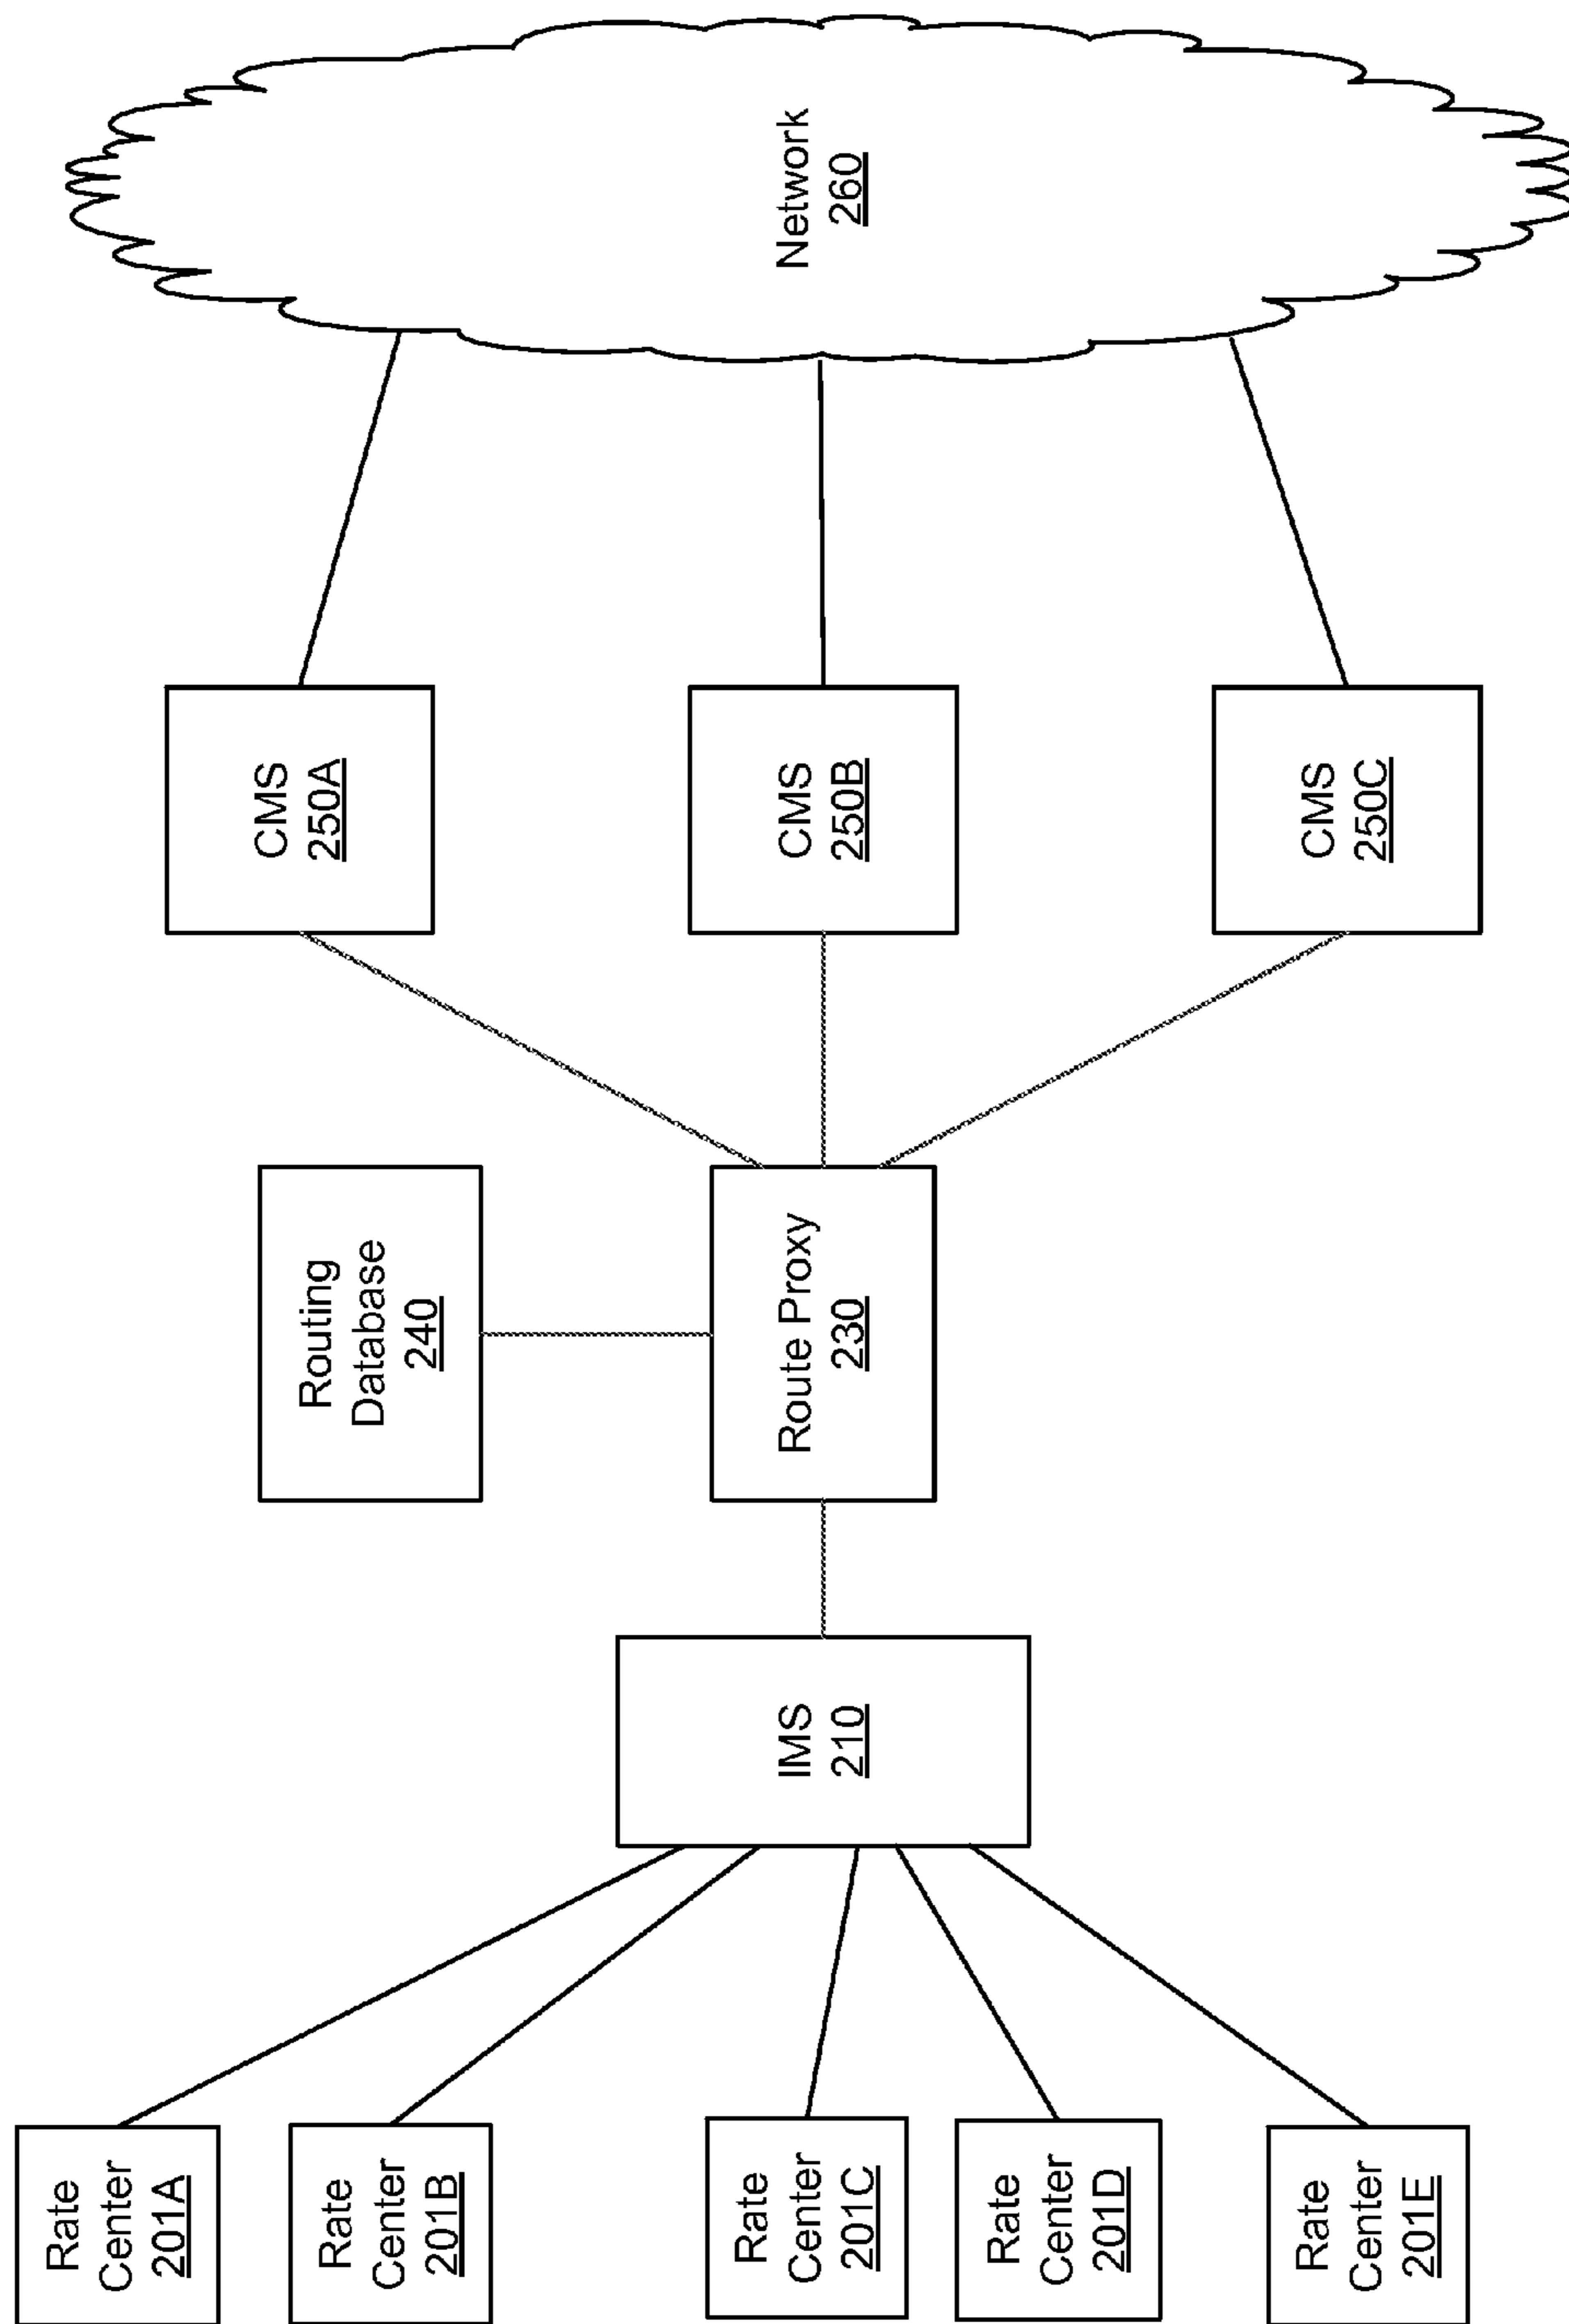 Rate
Center
201A
Rate
Center
201B
Rate
Center
201C
Rate
Center
201D
Rate
Center
201E
IMS
210
Routing
Database
240
Route Proxy
230
CMS
250A
CMS
250B
CMS
250C
Network
260